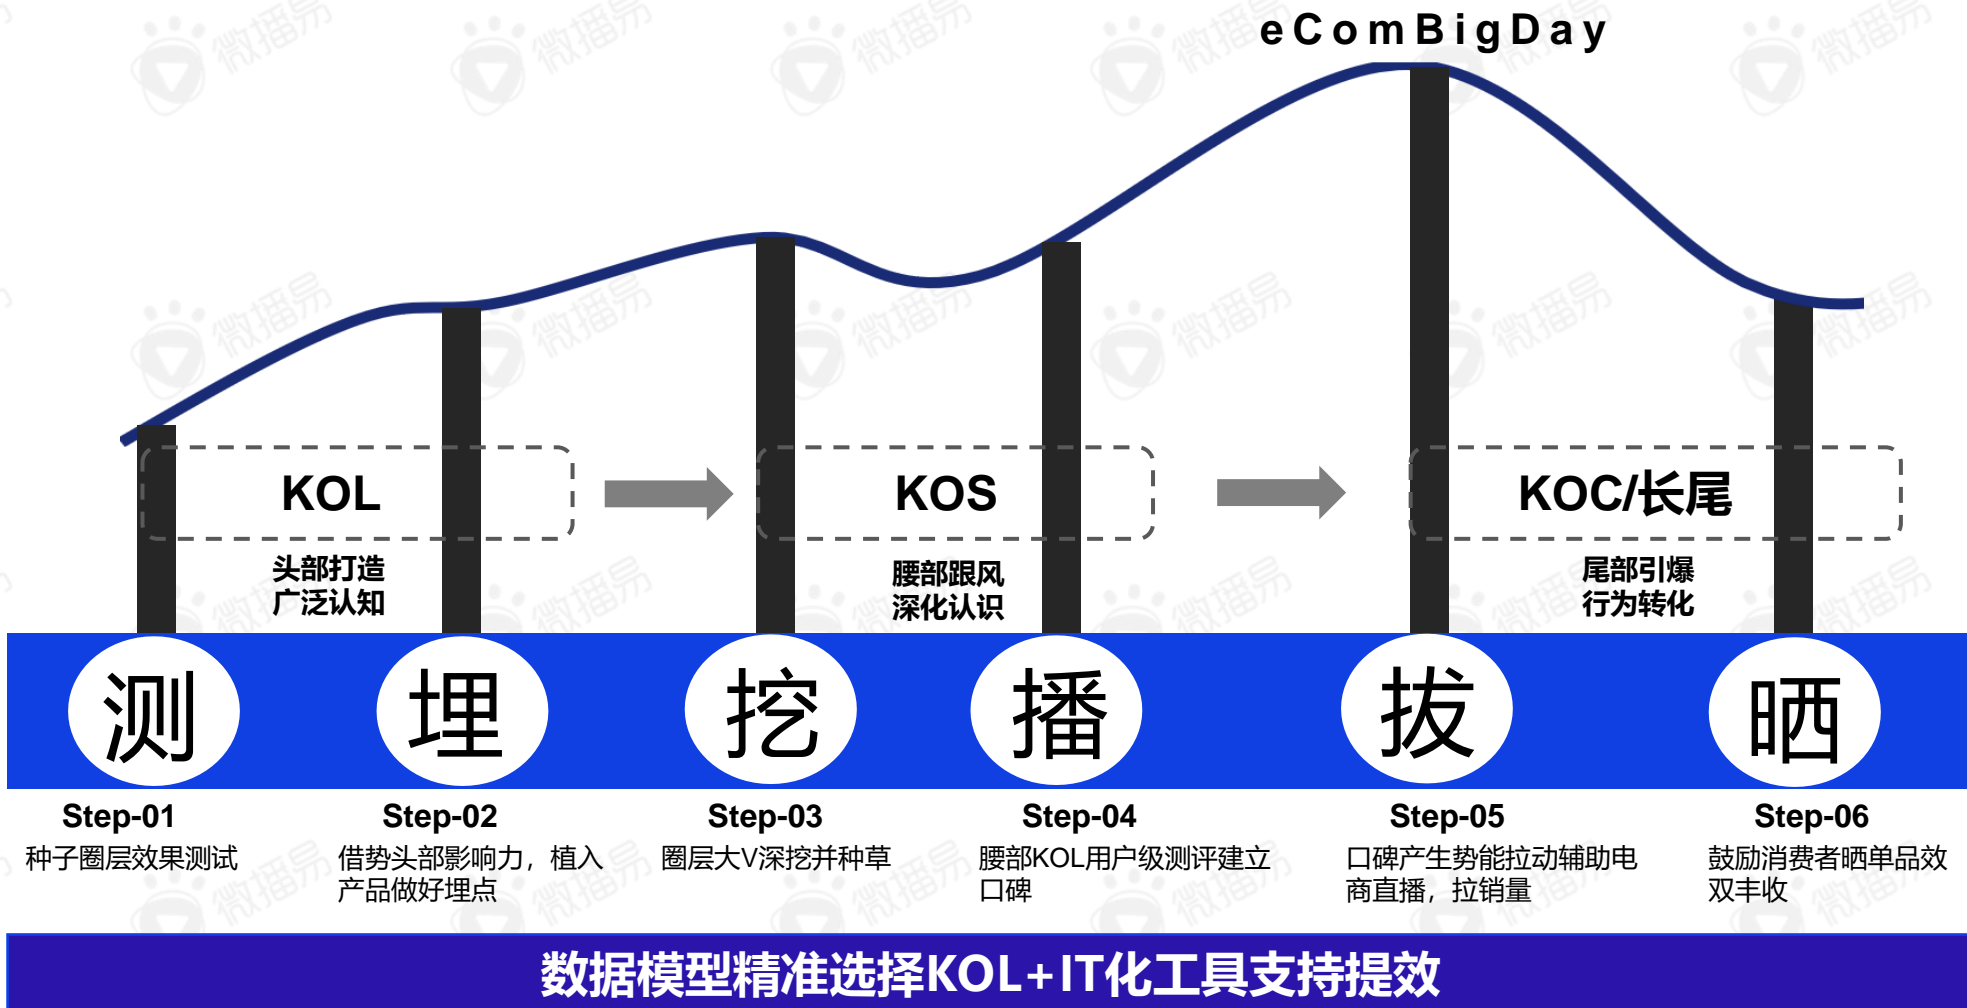 eComBigDay
KOL
KOS
KOC/长尾
头部打造
广泛认知
腰部跟风
深化认识
尾部引爆
行为转化
测
埋
挖
播
拔
晒
Step-01
种子圈层效果测试
Step-02
借势头部影响力，植入
产品做好埋点
Step-03
圈层大V深挖并种草
Step-04
腰部KOL用户级测评建立
口碑
Step-05
口碑产生势能拉动辅助电
商直播，拉销量
Step-06
鼓励消费者晒单品效
双丰收
数据模型精准选择KOL+IT化工具支持提效
微播易